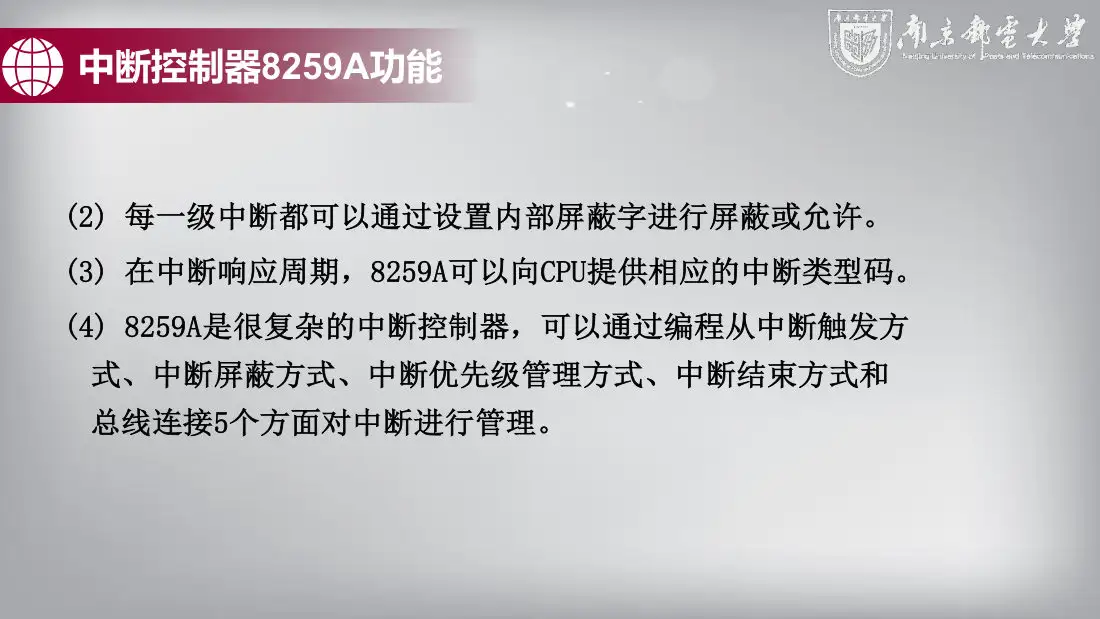 中断控制器8259A功能
南京邮电大学
Nanjing University of Posts and Telecommunications
(2) 每一级中断都可以通过设置内部屏蔽字进行屏蔽或允许。
(3) 在中断响应周期，8259A可以向CPU提供相应的中断类型码。
(4) 8259A是很复杂的中断控制器，可以通过编程从中断触发方
式、中断屏蔽方式、中断优先级管理方式、中断结束方式和
总线连接5个方面对中断进行管理。